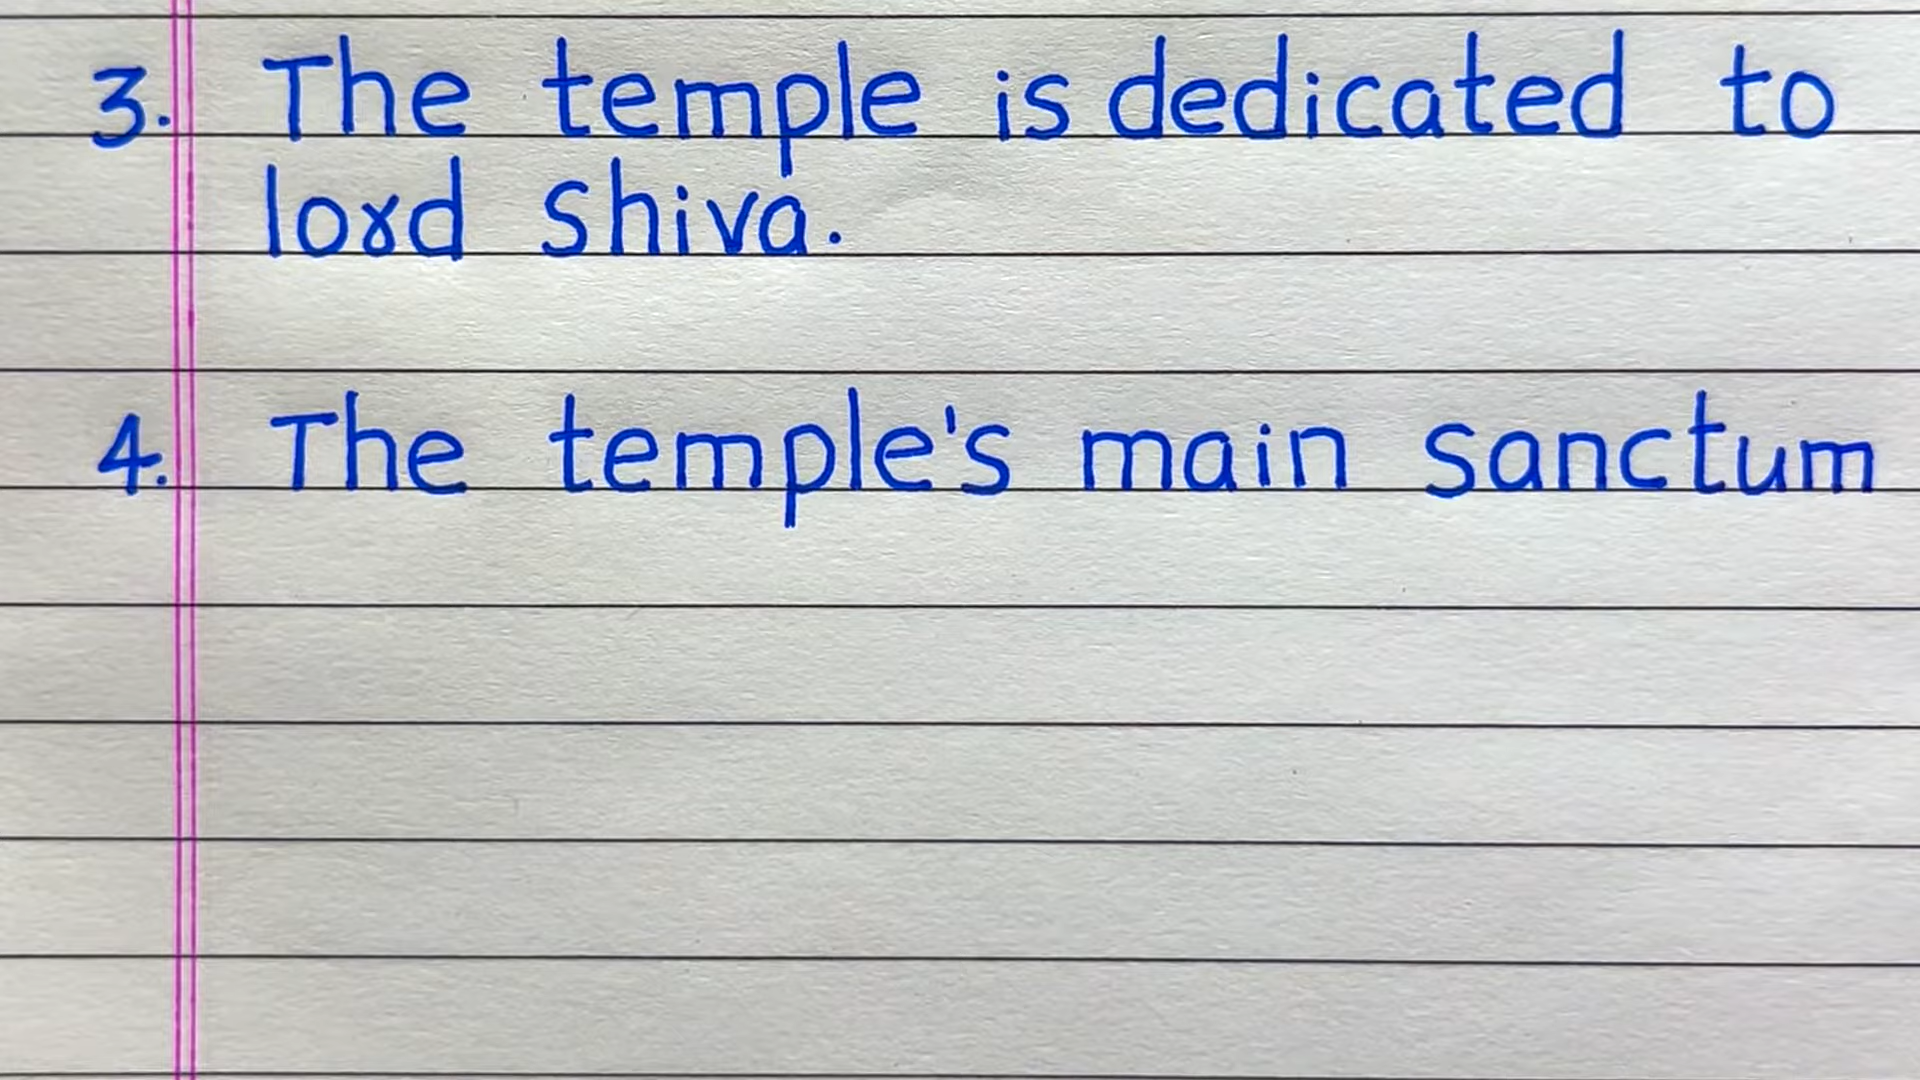 3. The temple is dedicated to
lord shiva.
4. The temple's main sanctum